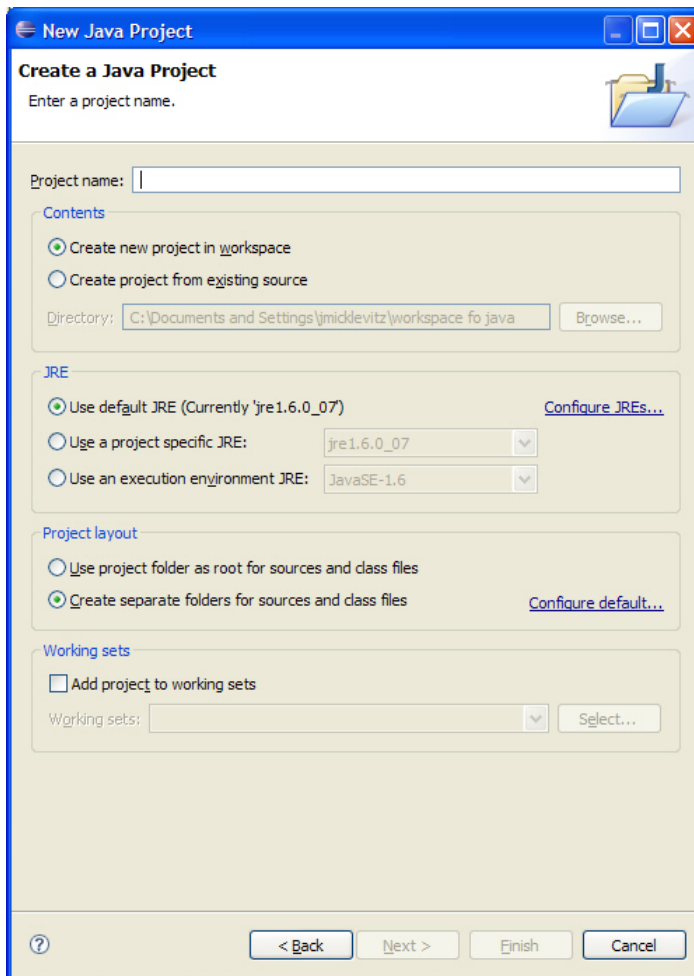 New Java Project
Create a Java Project
Enter a project name.
Project name:
Contents
Create new project in workspace
Create project from existing source
Directory: C:\Documents and Settings\jmicklevitz\workspace fo java Browse...
JRE
Use default JRE (Currently 'jre1.6.0_07') Configure JREs...
Use a project specific JRE: jre1.6.0_07
Use an execution environment JRE: JavaSE-1.6
Project layout
Use project folder as root for sources and class files
Create separate folders for sources and class files Configure default...
Working sets
Add project to working sets
Working sets: Select...
? < Back Next > Finish Cancel